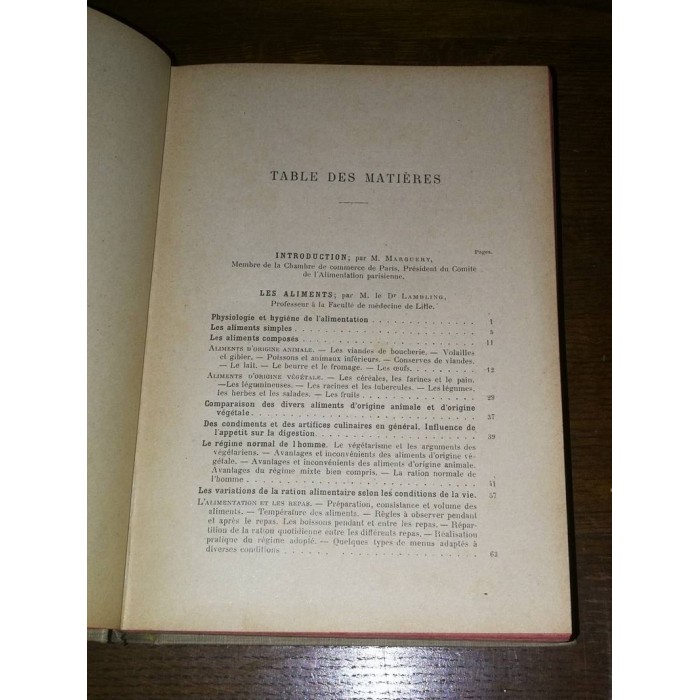 TABLE DES MATIÈRES
Pages.
INTRODUCTION; par M. Marguery,
Membre de la Chambre de commerce de Paris, Président du Comité
de l'Alimentation parisienne.
LES ALIMENTS; par M. le Dr Lambling,
Professeur à la Faculté de médecine de Lille.
Physiologie et hygiène de l'alimentation . . . . . . . . . . . . . 1
Les aliments simples . . . . . . . . . . . . . . . . . . . . . . . 8
Les aliments composés . . . . . . . . . . . . . . . . . . . . . . 11
Aliments d'origine animale. — Les viandes de boucherie. — Volailles
et gibier. — Poissons et animaux inférieurs. — Conserves de viandes.
— Le lait. — Le beurre et le fromage. — Les œufs. . . . . . . . . 12
Aliments d'origine végétale. — Les céréales, les farines et le pain.
—Les légumineuses. — Les racines et les tubercules. — Les légumes,
les herbes et les salades. — Les fruits . . . . . . . . . . . . . 29
Comparaison des divers aliments d'origine animale et d'origine
végétale . . . . . . . . . . . . . . . . . . . . . . . . . . . . . 37
Des condiments et des artifices culinaires en général. Influence de
l'appétit sur la digestion . . . . . . . . . . . . . . . . . . . . 39
Le régime normal de l'homme. Le végétarisme et les arguments des
végétariens. — Avantages et inconvénients des aliments d'origine vé-
gétale. — Avantages et inconvénients des aliments d'origine animale.
Avantages du régime mixte bien compris. — La ration normale de
l'homme . . . . . . . . . . . . . . . . . . . . . . . . . . . . . 41
Les variations de la ration alimentaire selon les conditions de la vie. 57
L'alimentation et les repas. — Préparation, consistance et volume des
aliments. — Température des aliments. — Règles à observer pendant
et après le repas. Les boissons pendant et entre les repas. — Répar-
tition de la ration quotidienne entre les différents repas. — Réalisation
pratique du régime adopté. — Quelques types de menus adaptés à
diverses conditions . . . . . . . . . . . . . . . . . . . . . . . 62